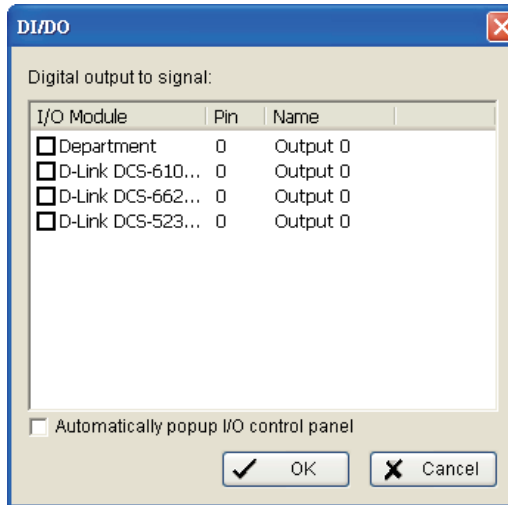 DI/DO
Digital output to signal:
I/O Module Pin Name
Department 0 Output 0
D-Link DCS-610... 0 Output 0
D-Link DCS-662... 0 Output 0
D-Link DCS-523... 0 Output 0
Automatically popup I/O control panel
OK Cancel